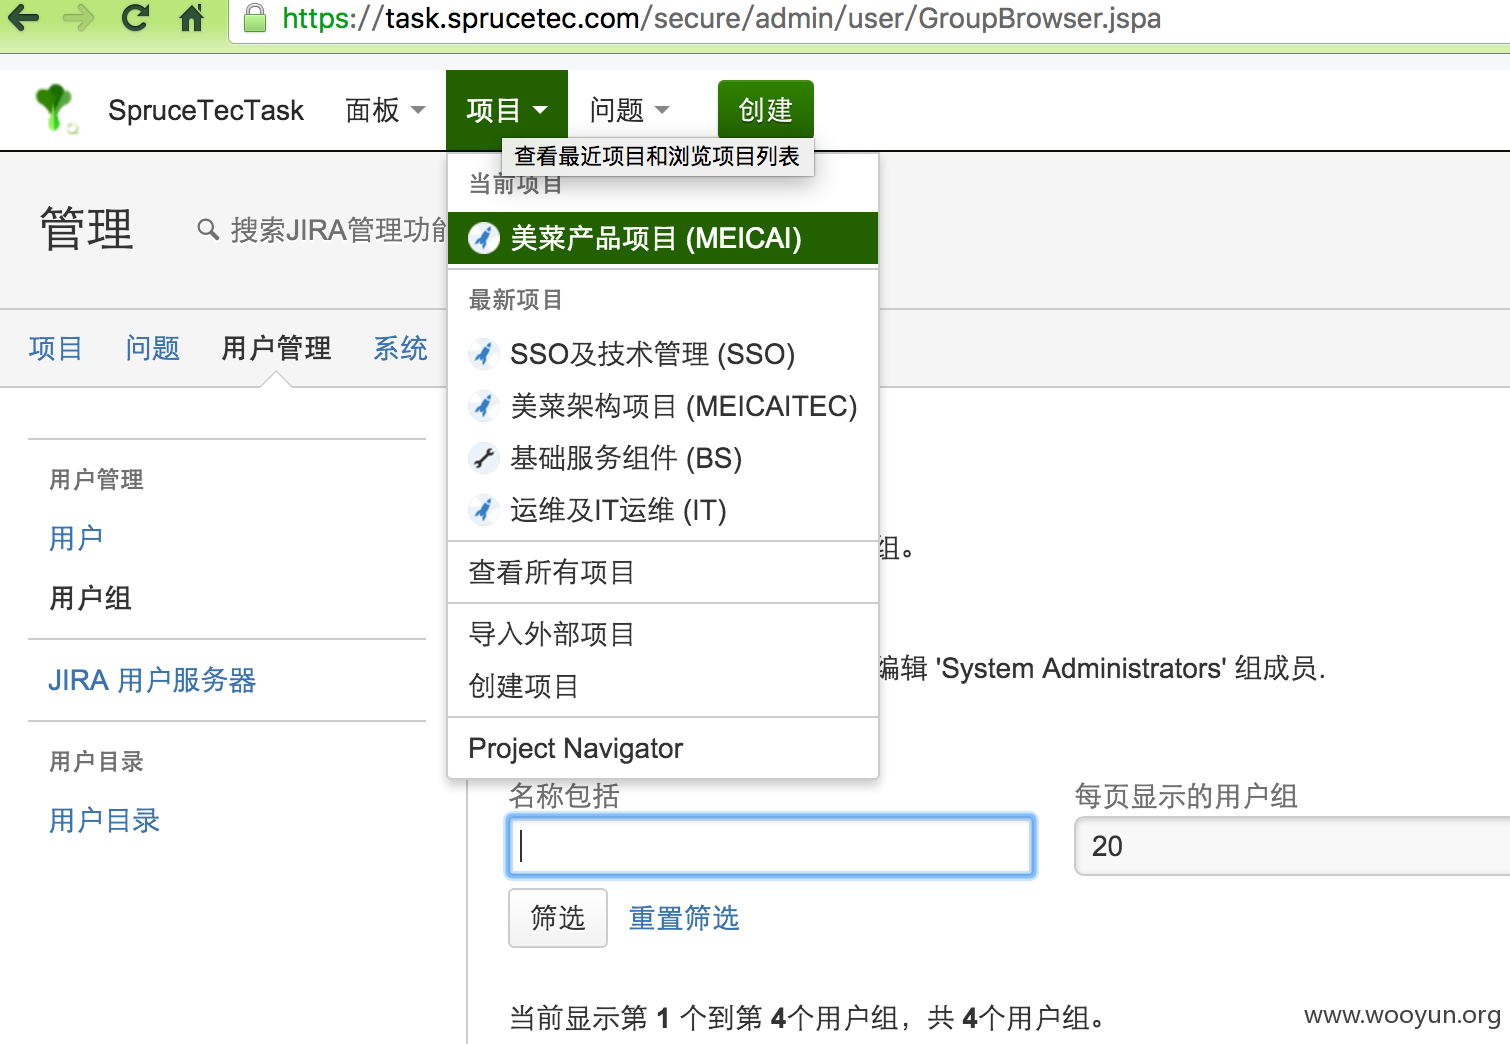 https://task.sprucetec.com/secure/admin/user/GroupBrowser.jspa
SpruceTecTask 面板 项目 问题 创建
查看最近项目和浏览项目列表
当前项目
管理 搜索JIRA管理功能
美菜产品项目 (MEICAI)
最新项目
项目 问题 用户管理 系统
SSO及技术管理 (SSO)
美菜架构项目 (MEICAITEC)
基础服务组件 (BS)
运维及IT运维 (IT)
查看所有项目
导入外部项目
创建项目
Project Navigator
用户管理
用户
用户组
JIRA 用户服务器
用户目录
用户目录
组。
编辑 'System Administrators' 组成员.
名称包括 每页显示的用户组
20
筛选 重置筛选
当前显示第 1 个到第 4个用户组，共 4个用户组。
www.wooyun.org